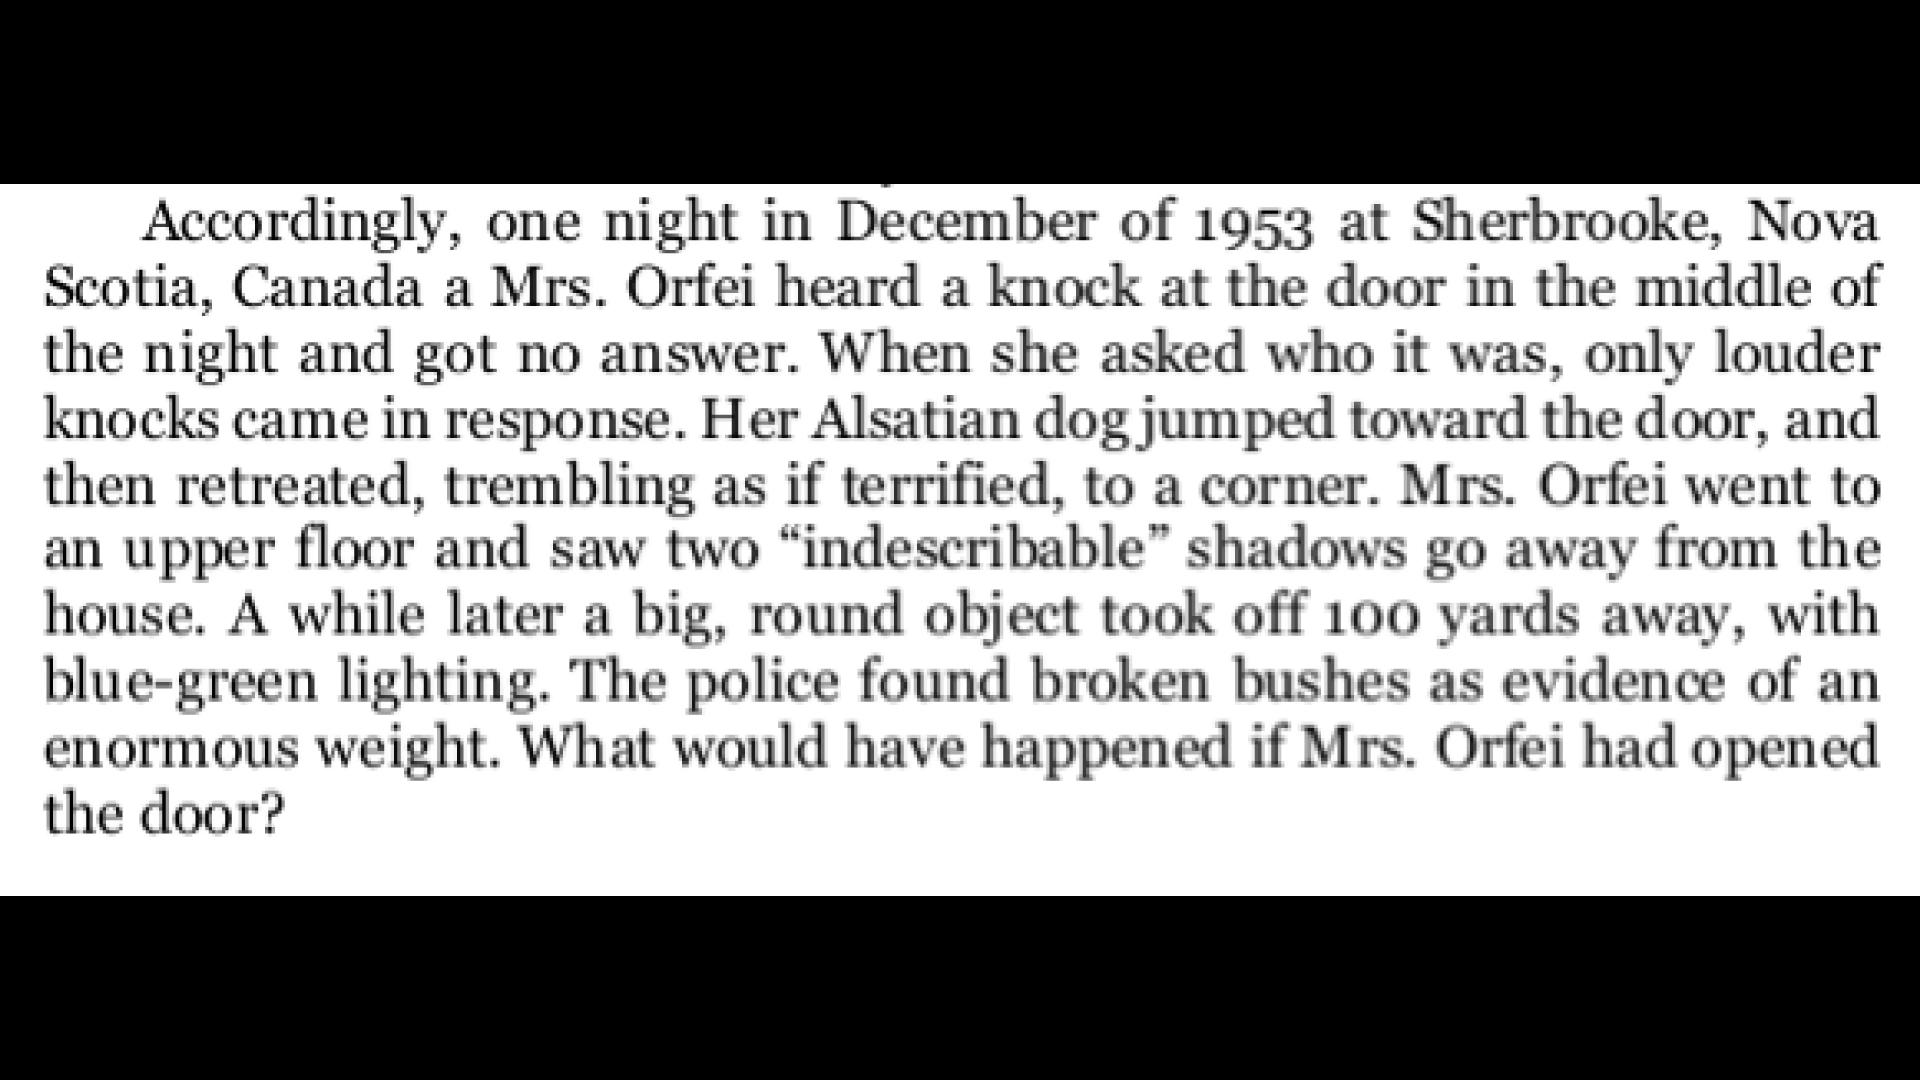 Accordingly, one night in December of 1953 at Sherbrooke, Nova
Scotia, Canada a Mrs. Orfei heard a knock at the door in the middle of
the night and got no answer. When she asked who it was, only louder
knocks came in response. Her Alsatian dog jumped toward the door, and
then retreated, trembling as if terrified, to a corner. Mrs. Orfei went to
an upper floor and saw two “indescribable” shadows go away from the
house. A while later a big, round object took off 100 yards away, with
blue-green lighting. The police found broken bushes as evidence of an
enormous weight. What would have happened if Mrs. Orfei had opened
the door?